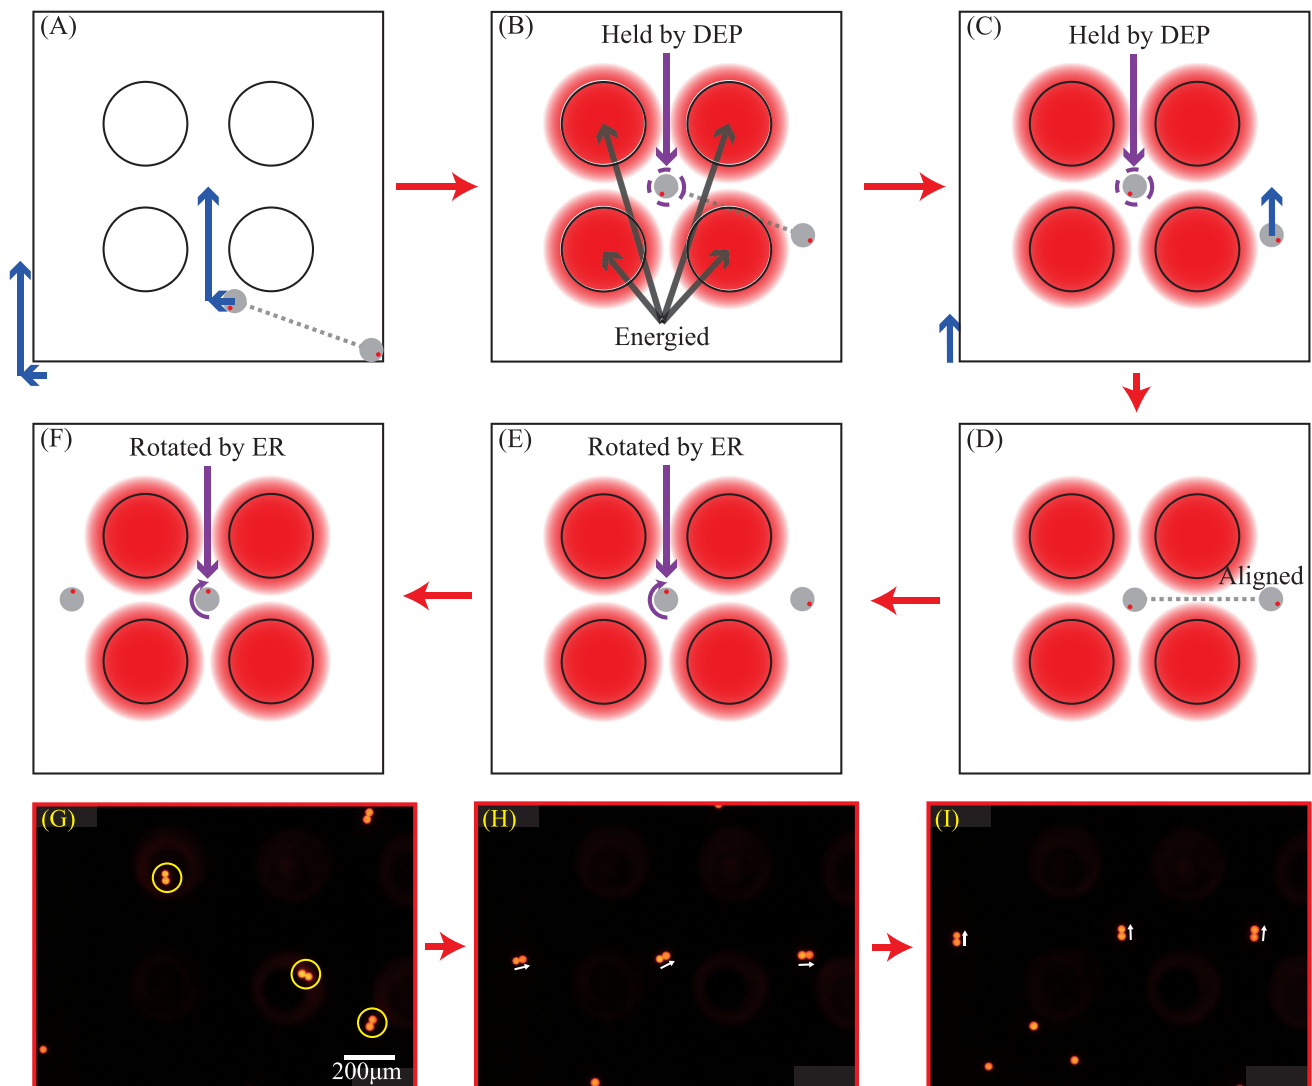 (A)
(B)
Held by DEP
Energied
(C)
Held by DEP
(F)
Rotated by ER
(E)
Rotated by ER
(D)
Aligned
(G)
200μm
(H)
(I)